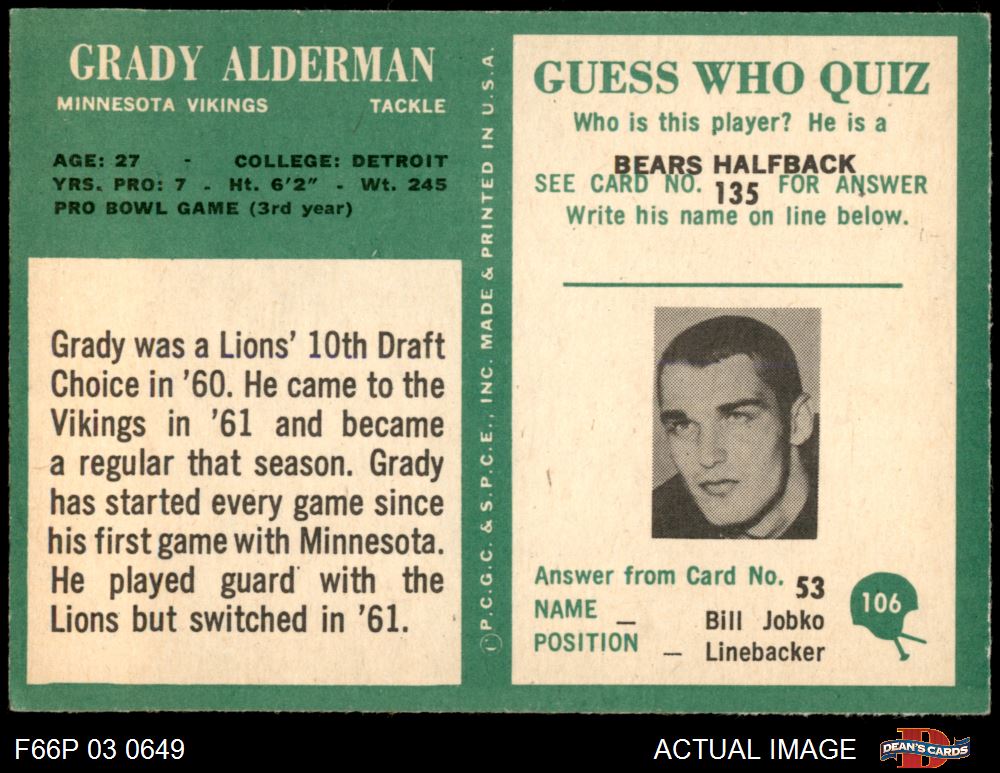 GRADY ALDERMAN
MINNESOTA VIKINGS TACKLE
AGE: 27 - COLLEGE: DETROIT
YRS. PRO: 7 - Ht. 6'2" - Wt. 245
PRO BOWL GAME (3rd year)
Grady was a Lions' 10th Draft
Choice in '60. He came to the
Vikings in '61 and became
a regular that season. Grady
has started every game since
his first game with Minnesota.
He played guard with the
Lions but switched in '61.
© P.C.G.C. & S.P.C.E., INC. MADE & PRINTED IN U.S.A.
GUESS WHO QUIZ
Who is this player? He is a
BEARS HALFBACK
SEE CARD NO. 135 FOR ANSWER
Write his name on line below.
Answer from Card No. 53
NAME _ Bill Jobko
POSITION _ Linebacker
106
F66P 03 0649
ACTUAL IMAGE
D
DEAN'S CARDS